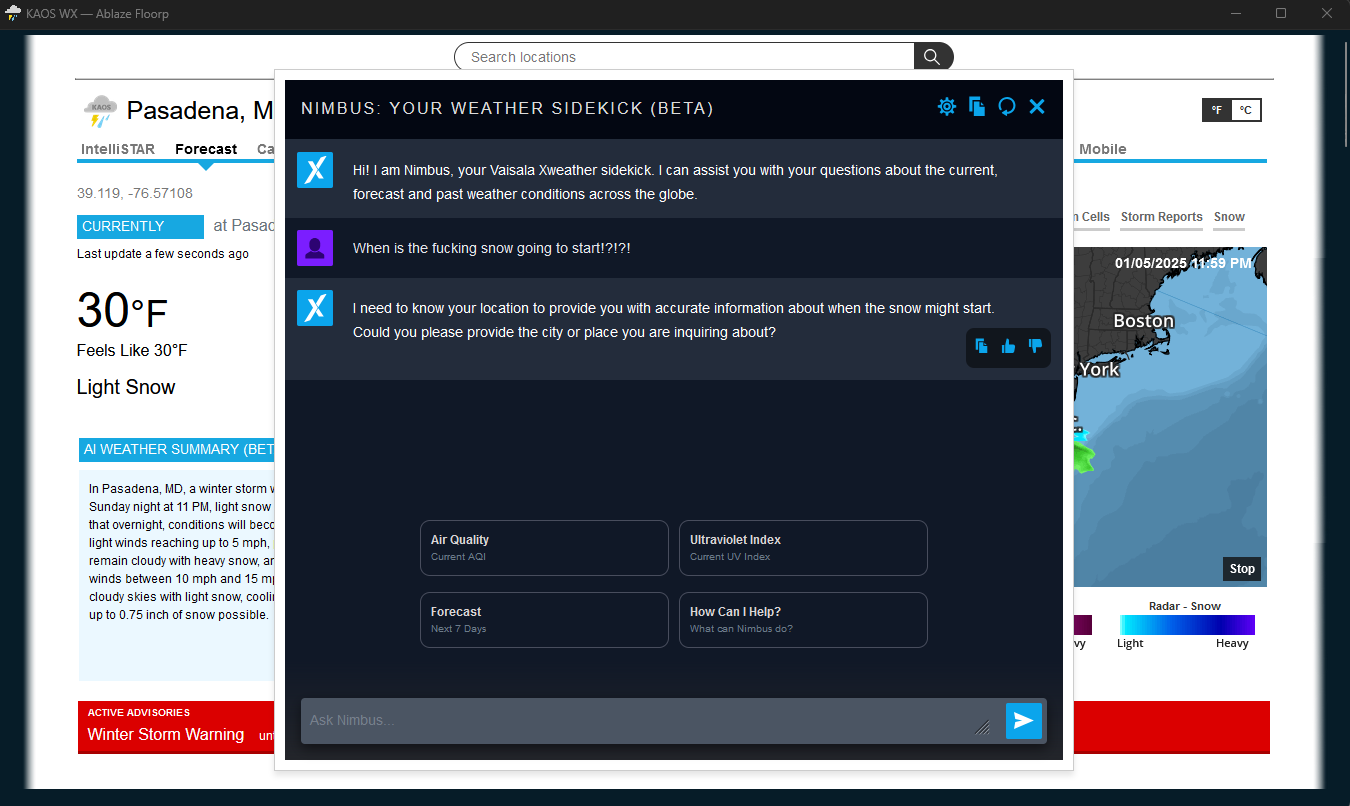 KAOS WX — Ablaze Floorp
Search locations
KAOS
Pasadena, M
°F °C
IntelliSTAR Forecast Ca
Mobile
39.119, -76.57108
CURRENTLY at Pasad
Last update a few seconds ago
30°F
Feels Like 30°F
Light Snow
AI WEATHER SUMMARY (BET
In Pasadena, MD, a winter storm w
Sunday night at 11 PM, light snow
that overnight, conditions will beco
light winds reaching up to 5 mph,
remain cloudy with heavy snow, an
winds between 10 mph and 15 mp
cloudy skies with light snow, coolin
up to 0.75 inch of snow possible.
NIMBUS: YOUR WEATHER SIDEKICK (BETA)
X
Hi! I am Nimbus, your Vaisala Xweather sidekick. I can assist you with your questions about the current,
forecast and past weather conditions across the globe.
When is the fucking snow going to start!?!?!
X
I need to know your location to provide you with accurate information about when the snow might start.
Could you please provide the city or place you are inquiring about?
Air Quality
Current AQI
Ultraviolet Index
Current UV Index
Forecast
Next 7 Days
How Can I Help?
What can Nimbus do?
Ask Nimbus...
n Cells Storm Reports Snow
01/05/2025 11:59 PM
Boston
York
Stop
Radar - Snow
vy Light Heavy
ACTIVE ADVISORIES
Winter Storm Warning unt